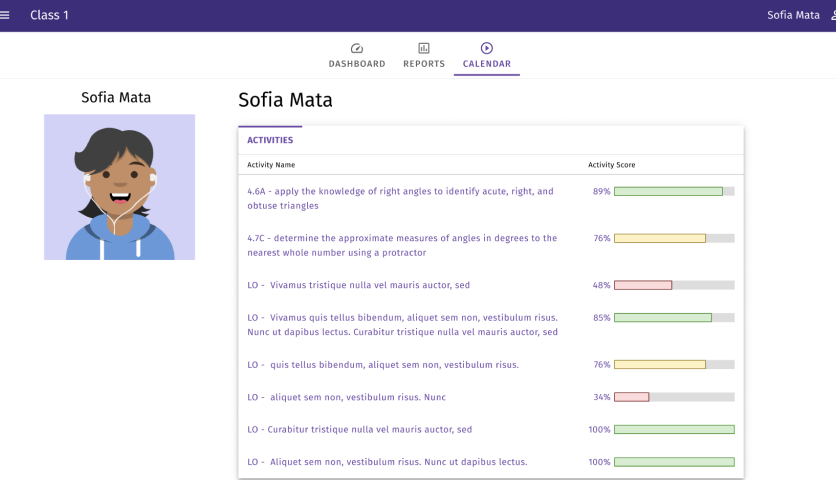 Class 1
Sofia Mata
DASHBOARD
REPORTS
CALENDAR
Sofia Mata
Sofia Mata
ACTIVITIES
Activity Name
Activity Score
4.6A - apply the knowledge of right angles to identify acute, right, and
obtuse triangles
89%
4.7C - determine the approximate measures of angles in degrees to the
nearest whole number using a protractor
76%
LO - Vivamus tristique nulla vel mauris auctor, sed
48%
LO - Vivamus quis tellus bibendum, aliquet sem non, vestibulum risus.
Nunc ut dapibus lectus. Curabitur tristique nulla vel mauris auctor, sed
85%
LO - quis tellus bibendum, aliquet sem non, vestibulum risus.
76%
LO - aliquet sem non, vestibulum risus. Nunc
34%
LO - Curabitur tristique nulla vel mauris auctor, sed
100%
LO - Aliquet sem non, vestibulum risus. Nunc ut dapibus lectus.
100%